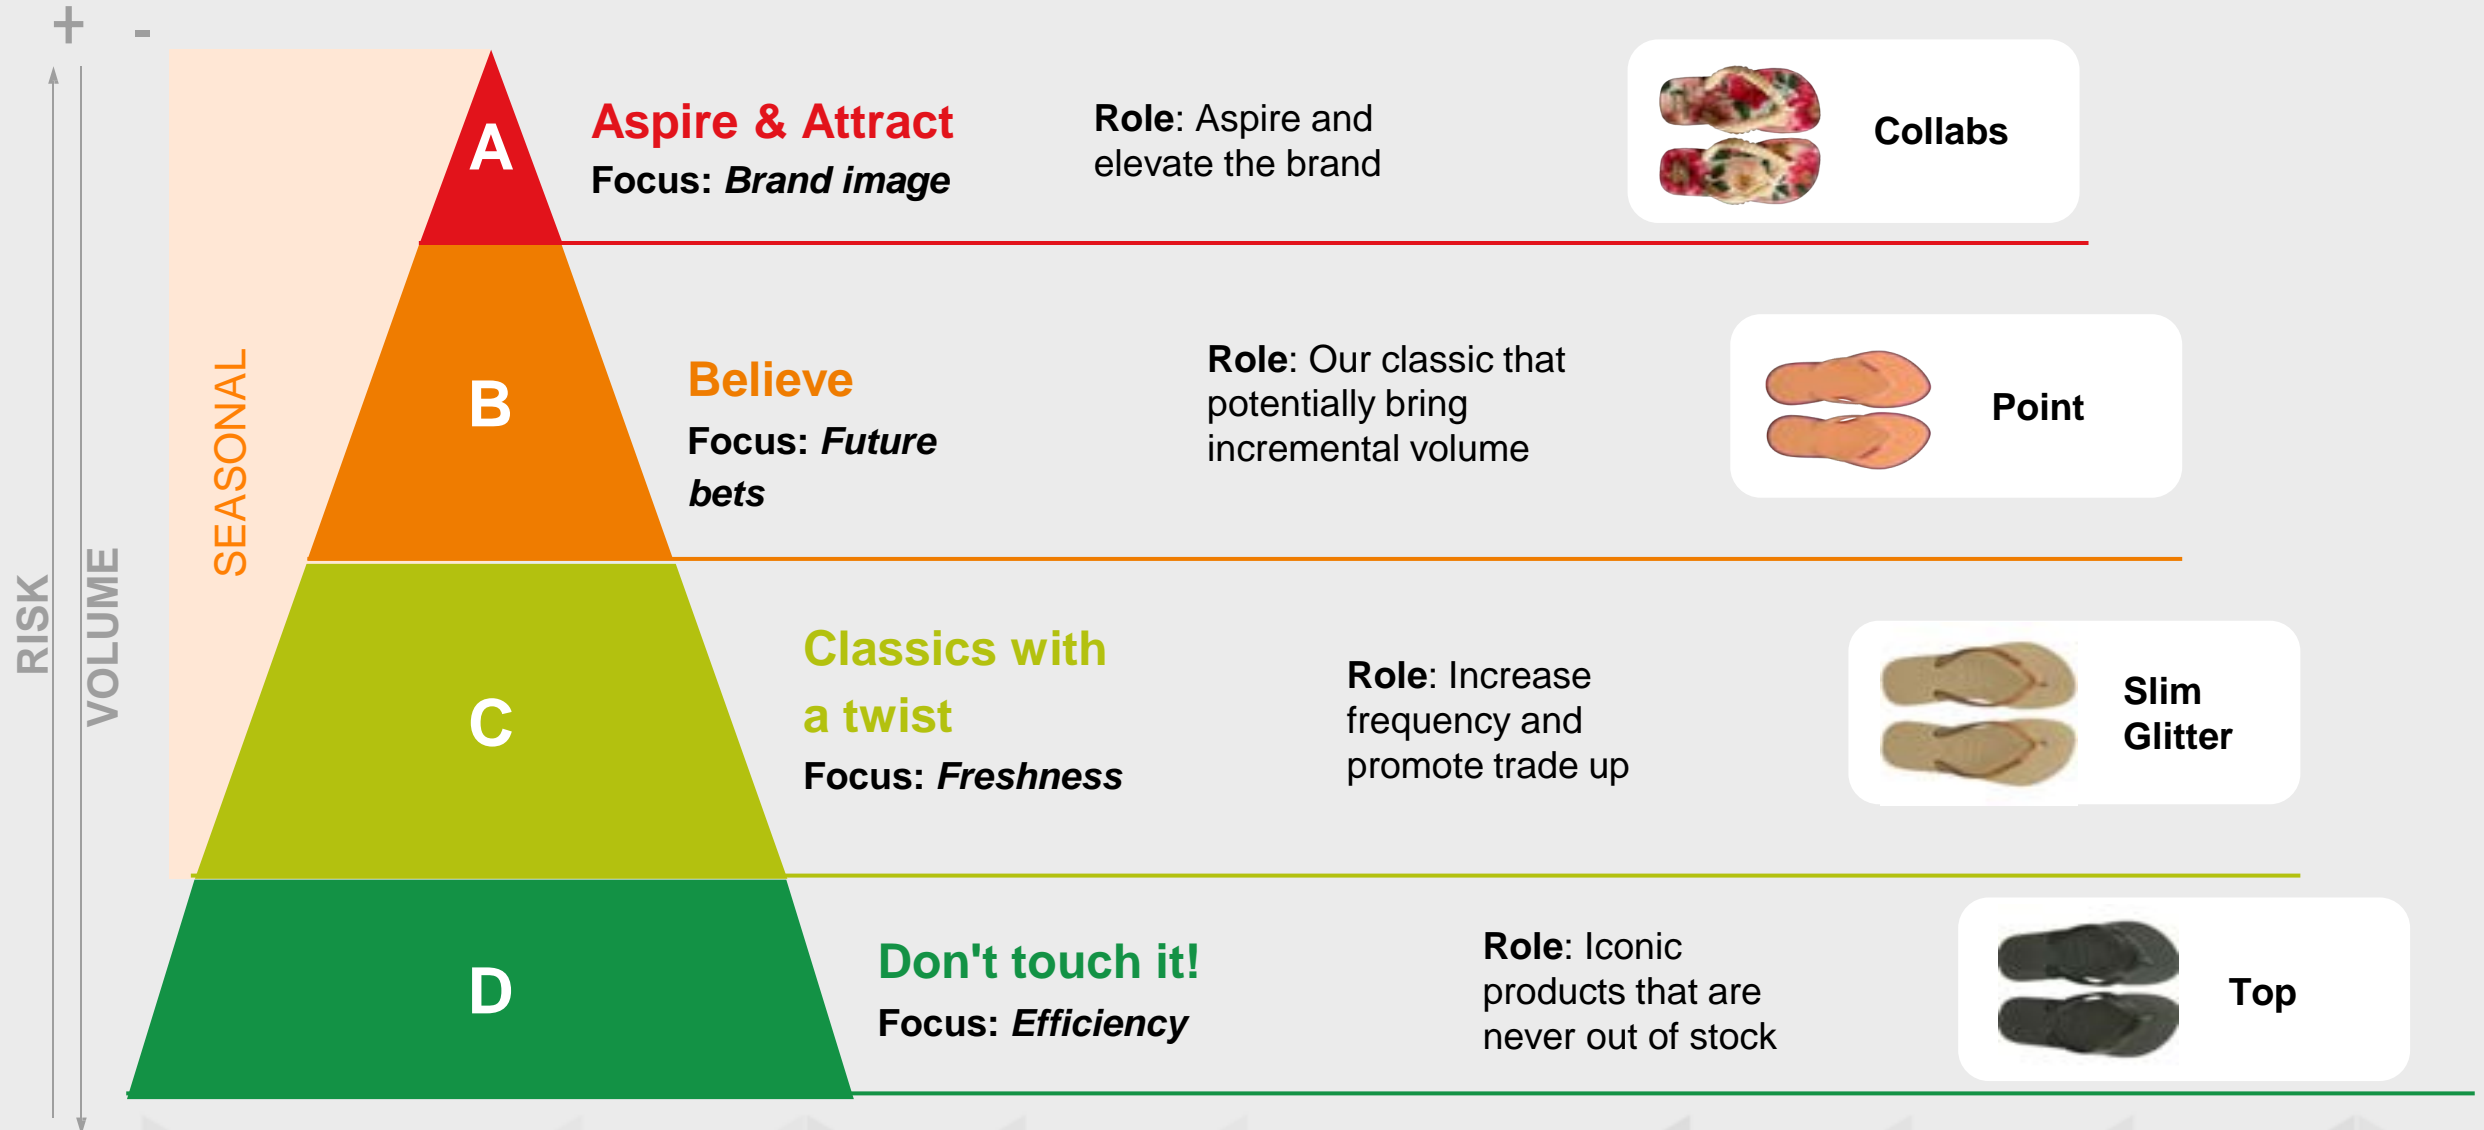 + -
RISK
VOLUME
SEASONAL
A
Aspire & Attract
Focus: Brand image
Role: Aspire and
elevate the brand
Collabs
B
Believe
Focus: Future
bets
Role: Our classic that
potentially bring
incremental volume
Point
C
Classics with
a twist
Focus: Freshness
Role: Increase
frequency and
promote trade up
Slim
Glitter
D
Don't touch it!
Focus: Efficiency
Role: Iconic
products that are
never out of stock
Top